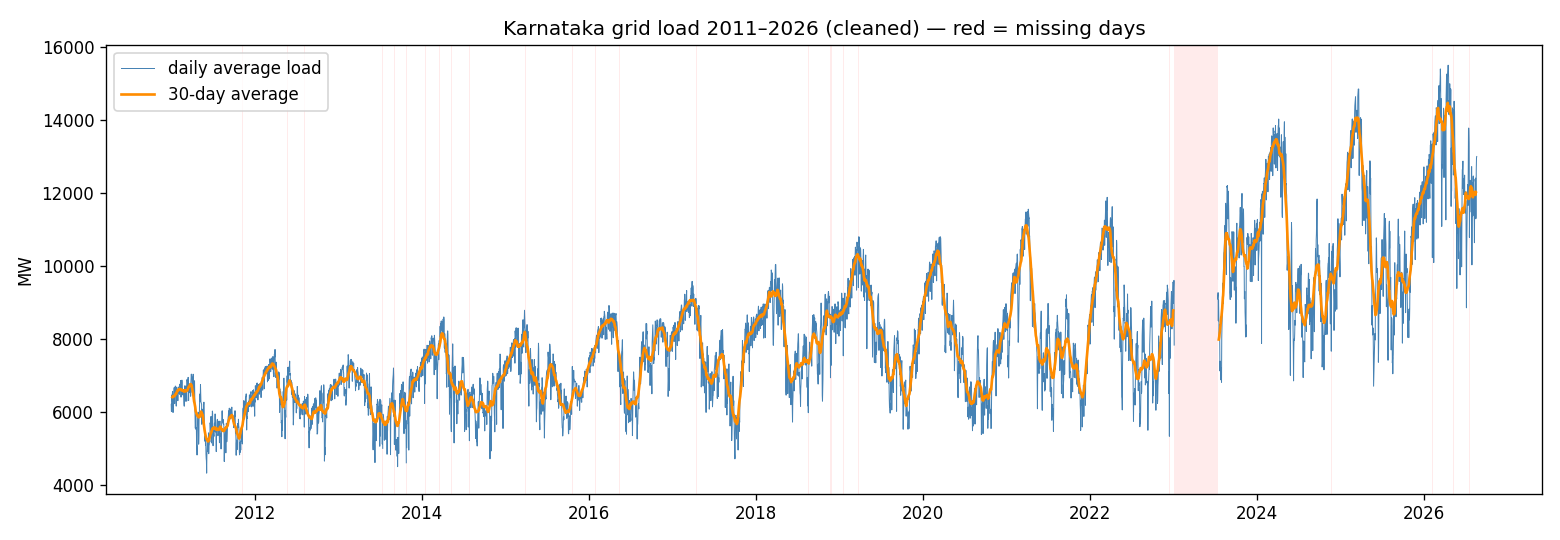 Karnataka grid load 2011–2026 (cleaned) — red = missing days
daily average load
30-day average
MW
16000
14000
12000
10000
8000
6000
4000
2012 2014 2016 2018 2020 2022 2024 2026